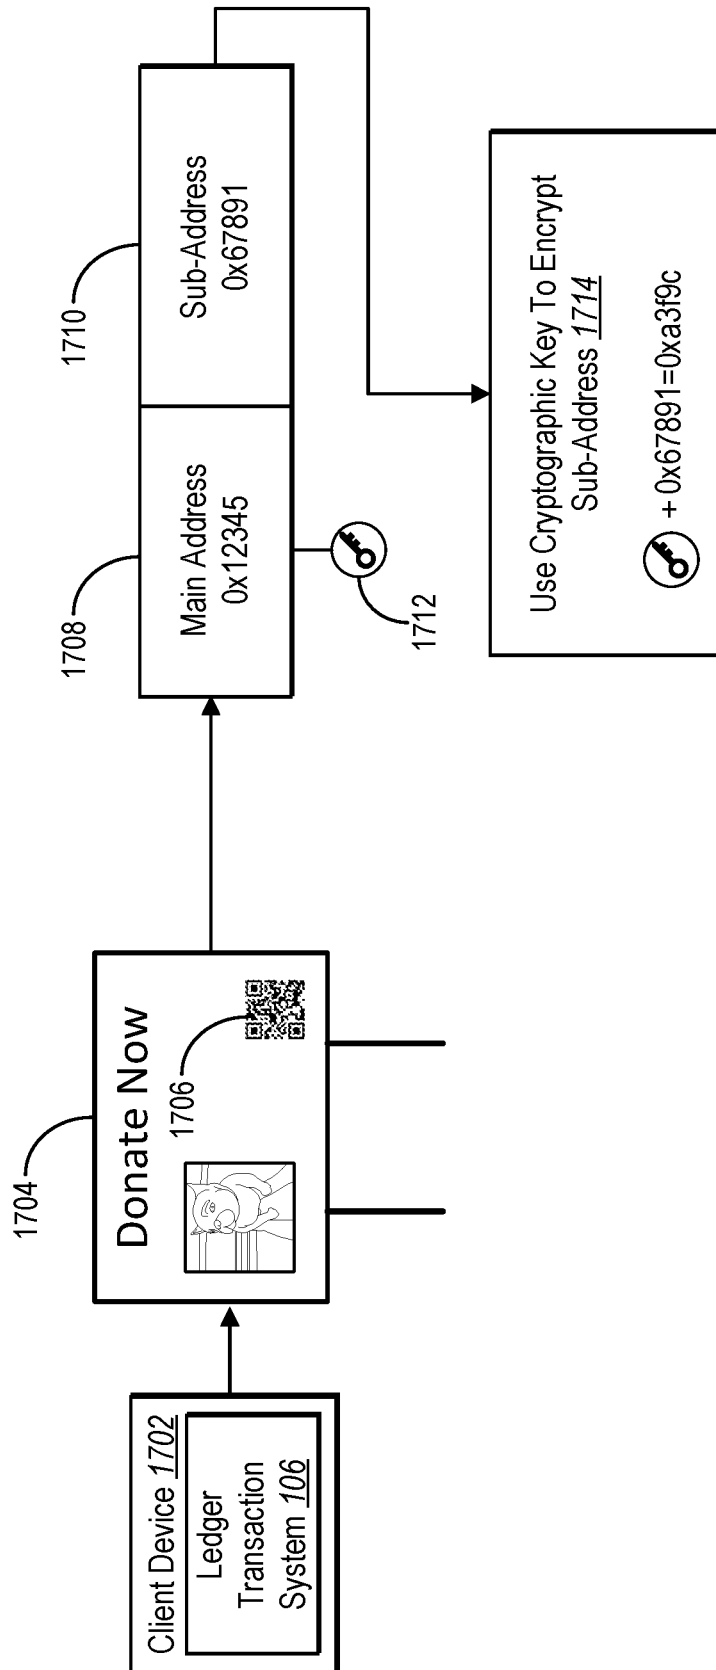 Client Device 1702
Ledger
Transaction
System 106
1704
Donate Now
1706
1708
Main Address
0x12345
1710
Sub-Address
0x67891
1712
Use Cryptographic Key To Encrypt
Sub-Address 1714
+ 0x67891=0xa3f9c